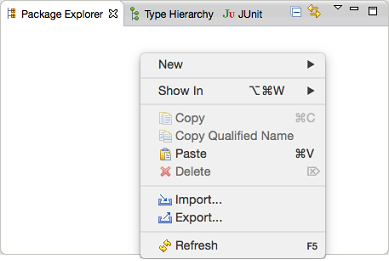 Package Explorer Type Hierarchy JUnit
New
Show In ⌥⌘W
Copy ⌘C
Copy Qualified Name
Paste ⌘V
Delete ⌦
Import...
Export...
Refresh F5